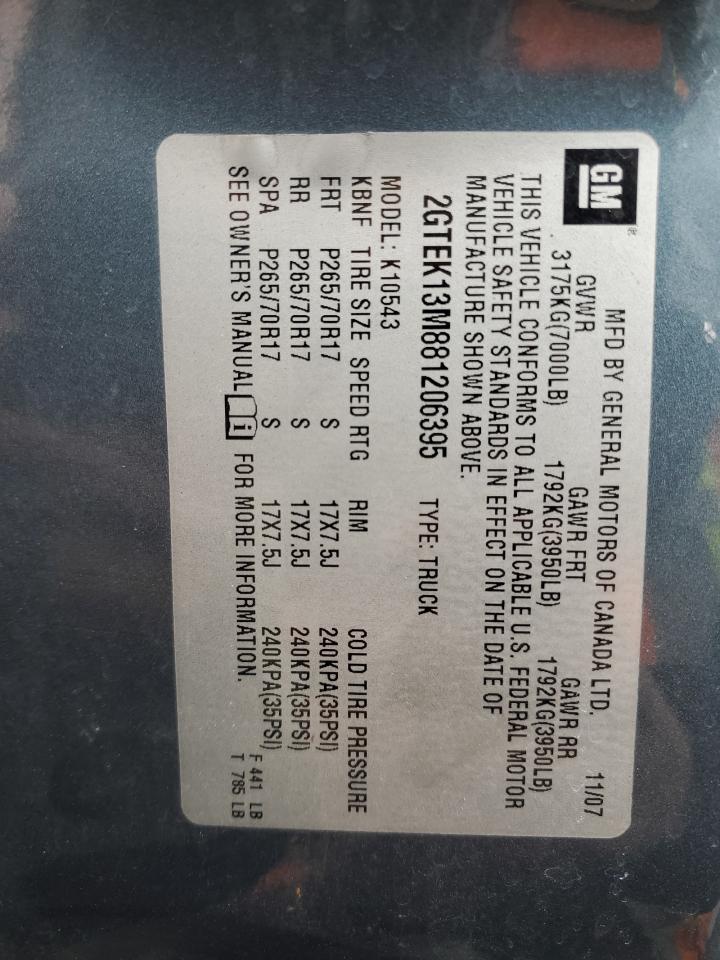 GM®
MFD BY GENERAL MOTORS OF CANADA LTD. 11/07
GVWR GAWR FRT GAWR RR
3175KG(7000LB) 1792KG(3950LB) 1792KG(3950LB)
THIS VEHICLE CONFORMS TO ALL APPLICABLE U.S. FEDERAL MOTOR
VEHICLE SAFETY STANDARDS IN EFFECT ON THE DATE OF
MANUFACTURE SHOWN ABOVE.
2GTEK13M881206395 TYPE: TRUCK
MODEL: K10543
KBNF TIRE SIZE SPEED RTG RIM COLD TIRE PRESSURE
FRT P265/70R17 S 17X7.5J 240KPA(35PSI)
RR P265/70R17 S 17X7.5J 240KPA(35PSI)
SPA P265/70R17 S 17X7.5J 240KPA(35PSI) F 441 LB
SEE OWNER'S MANUAL i FOR MORE INFORMATION. T 785 LB